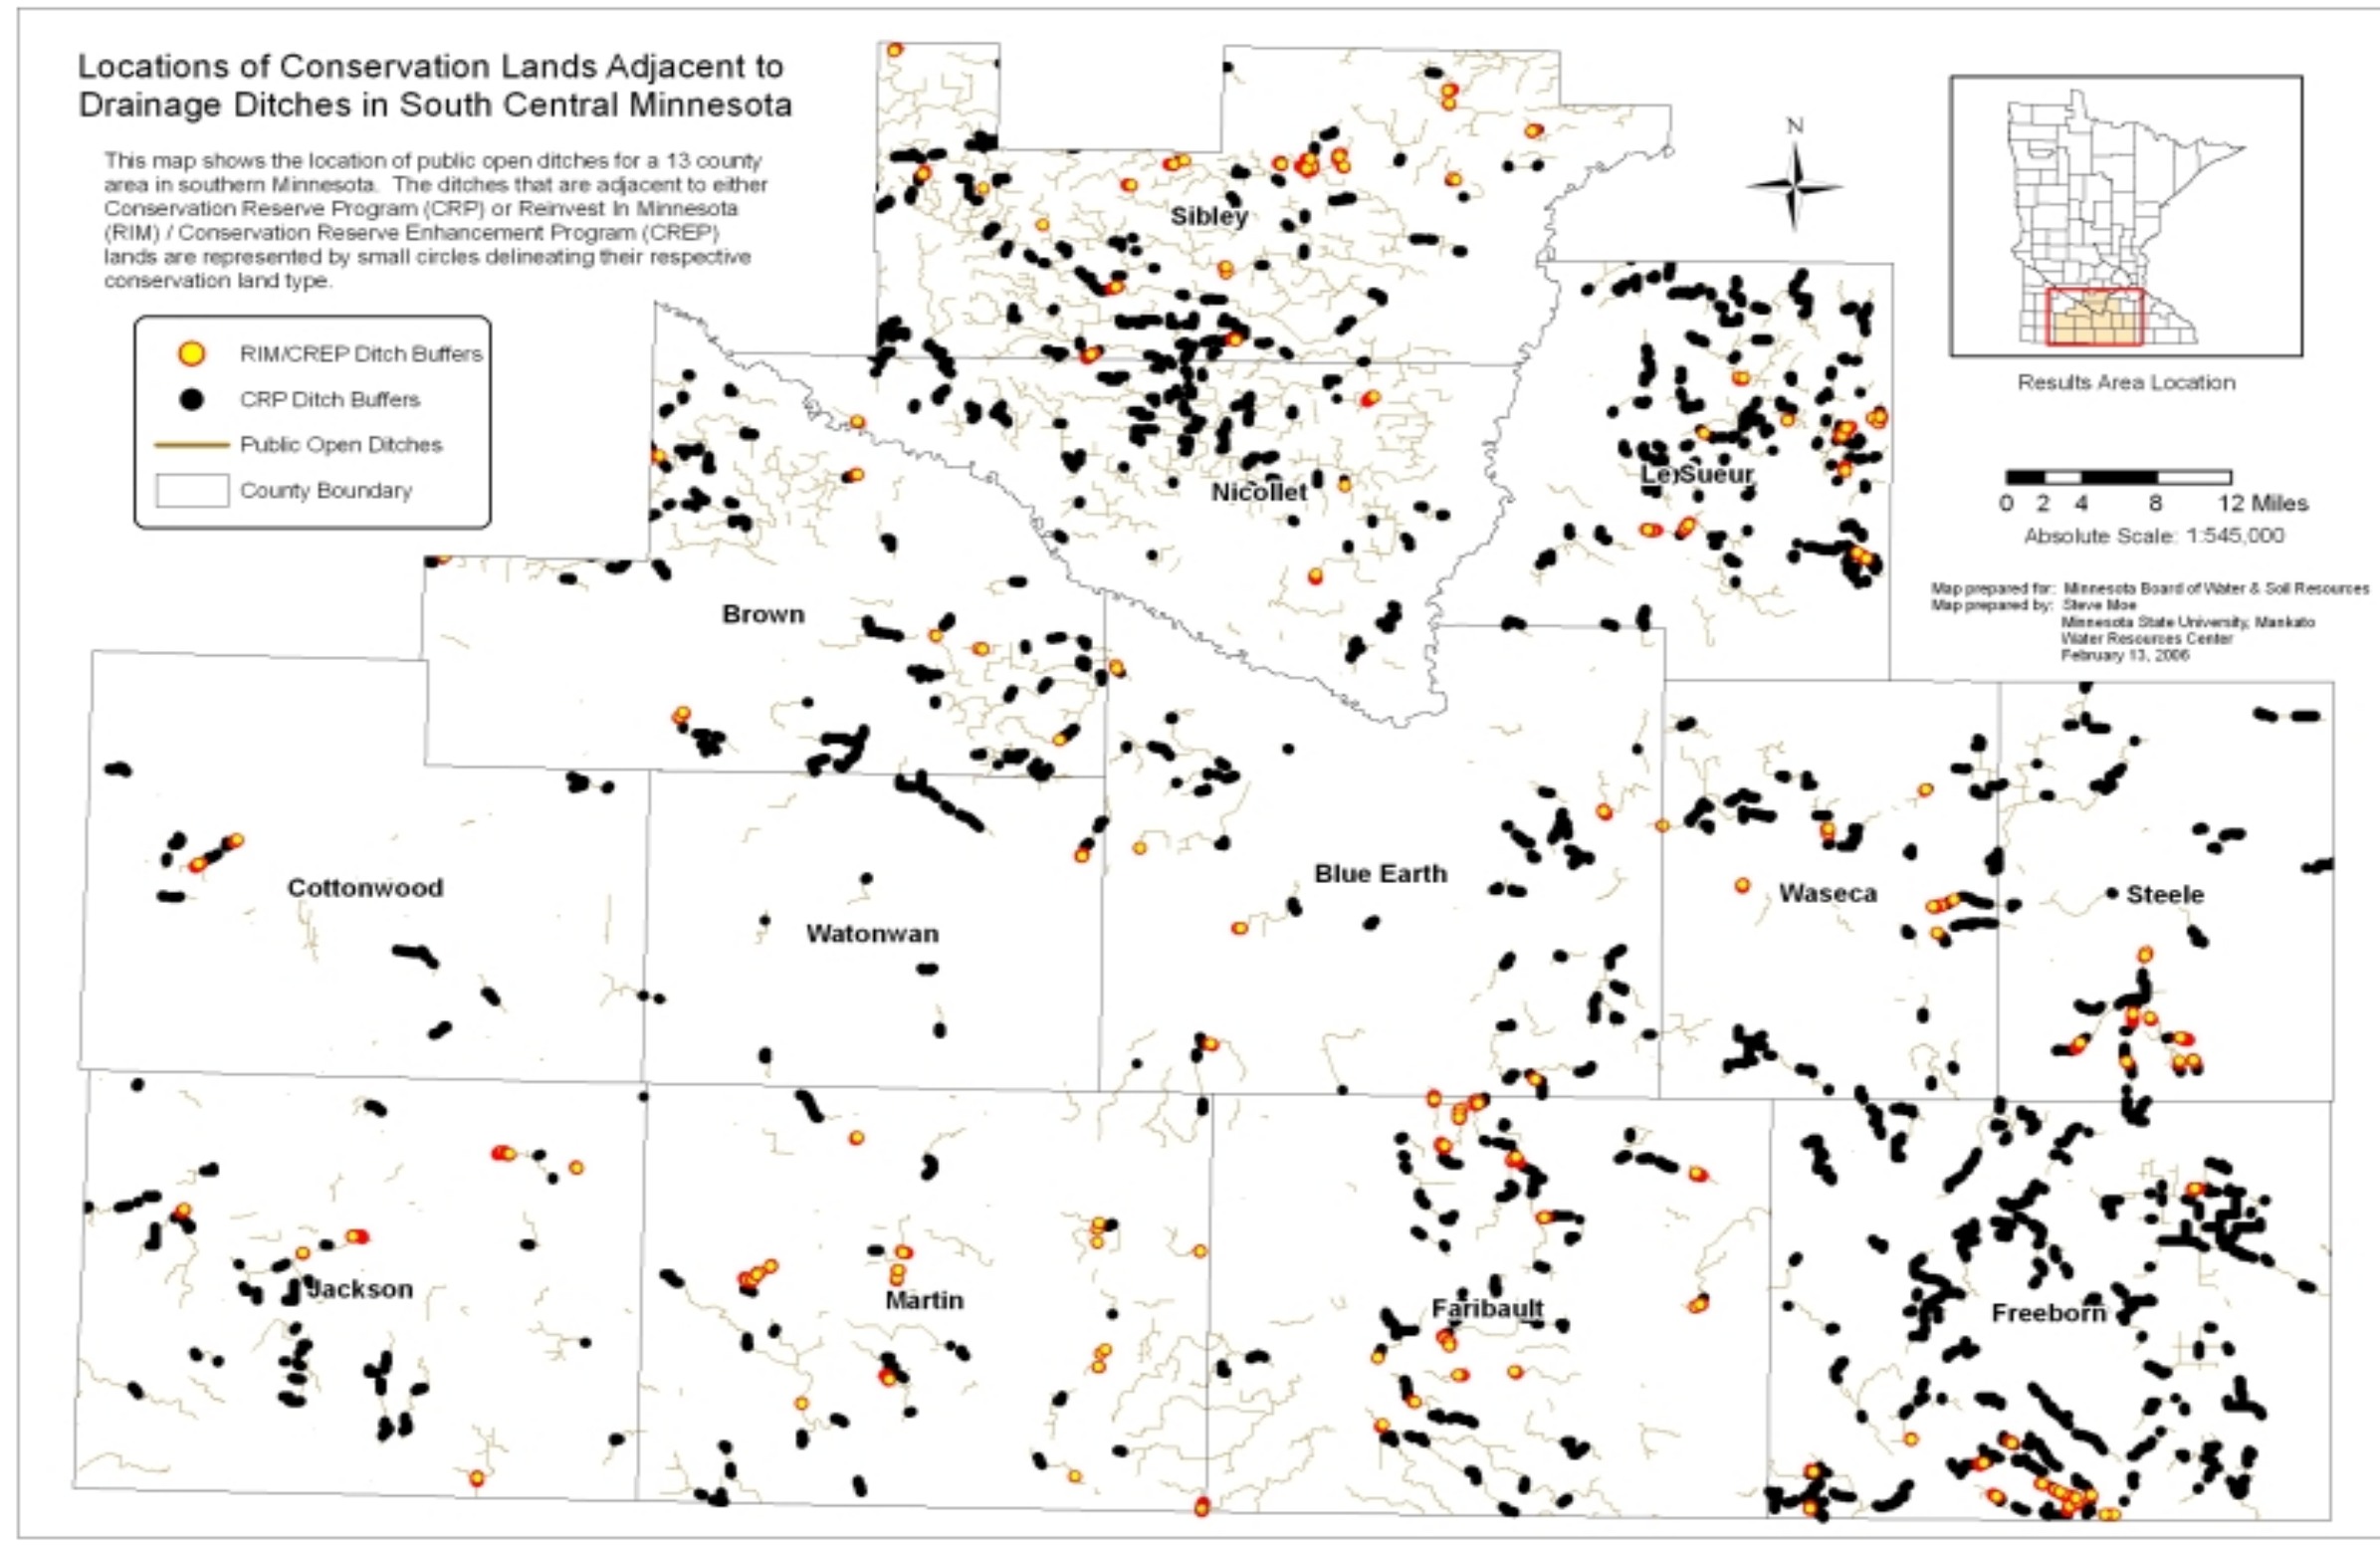 Locations of Conservation Lands Adjacent to
Drainage Ditches in South Central Minnesota
This map shows the location of public open ditches for a 13 county
area in southern Minnesota. The ditches that are adjacent to either
Conservation Reserve Program (CRP) or Reinvest In Minnesota
(RIM) / Conservation Reserve Enhancement Program (CREP)
lands are represented by small circles delineating their respective
conservation land type.
RIM/CREP Ditch Buffers
CRP Ditch Buffers
Public Open Ditches
County Boundary
N
Results Area Location
0 2 4 8 12 Miles
Absolute Scale: 1:545,000
Map prepared for: Minnesota Board of Water & Soil Resources
Map prepared by: Steve Moe
Minnesota State University, Mankato
Water Resources Center
February 13, 2006
Sibley
Nicollet
Le Sueur
Brown
Cottonwood
Watonwan
Blue Earth
Waseca
Steele
Jackson
Martin
Faribault
Freeborn